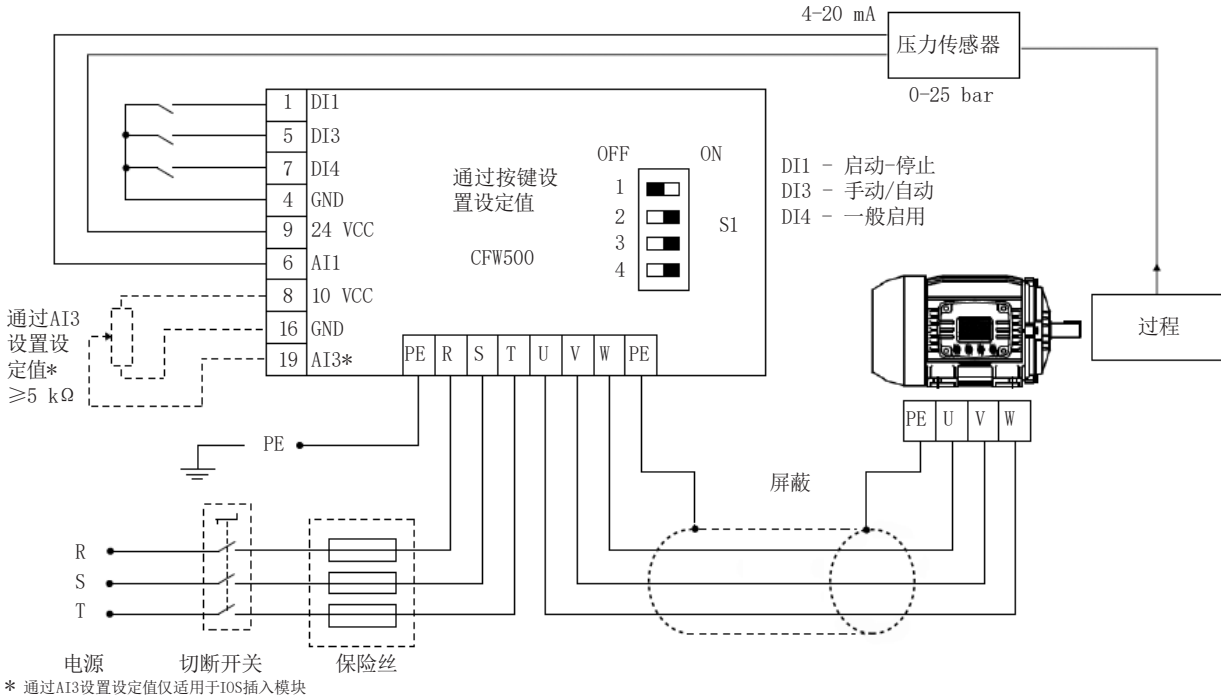 4-20 mA
压力传感器
0-25 bar
1 DI1
5 DI3
7 DI4
4 GND
9 24 VCC
6 AI1
8 10 VCC
16 GND
19 AI3*
通过按键设
置设定值
CFW500
OFF ON
1
2
3
4
S1
DI1 - 启动-停止
DI3 - 手动/自动
DI4 - 一般启用
通过AI3
设置设
定值*
≥5 kΩ
PE R S T U V W PE
过程
PE U V W
PE
屏蔽
R
S
T
电源
切断开关
保险丝
* 通过AI3设置设定值仅适用于IOS插入模块